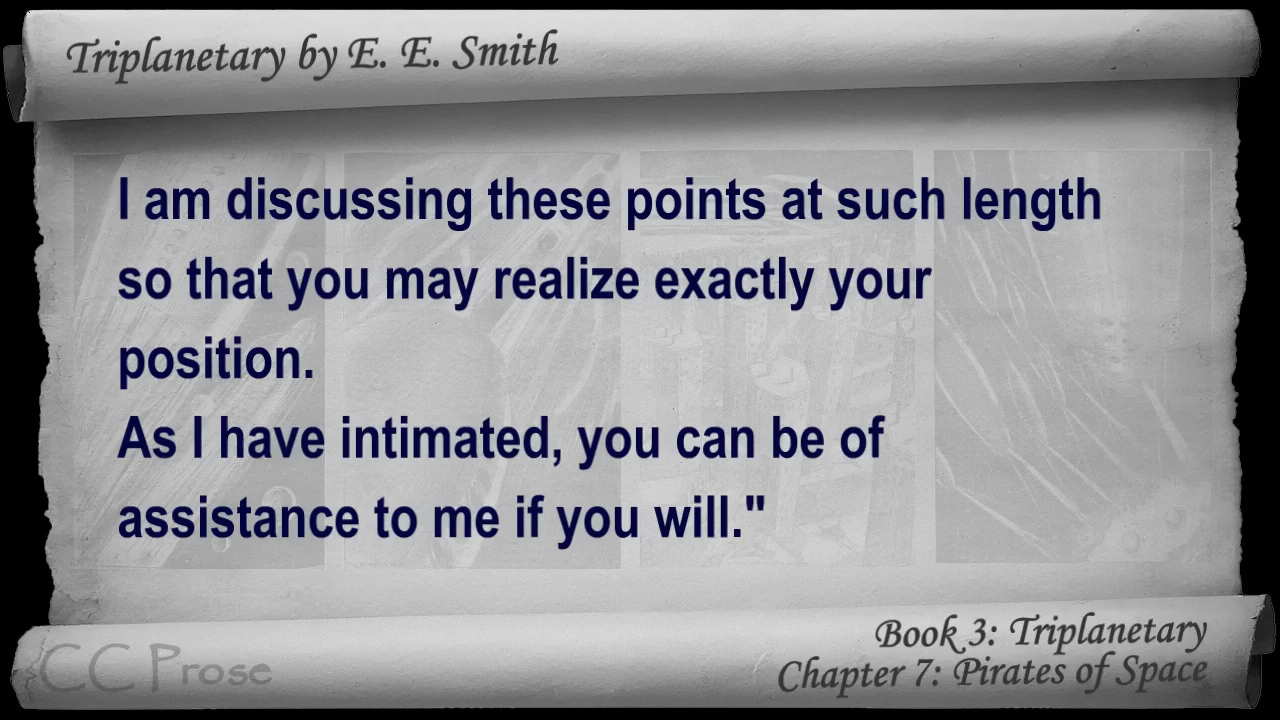 Triplanetary by E. E. Smith
I am discussing these points at such length
so that you may realize exactly your
position.
As I have intimated, you can be of
assistance to me if you will."
Book 3: Triplanetary
Chapter 7: Pirates of Space
CC Prose